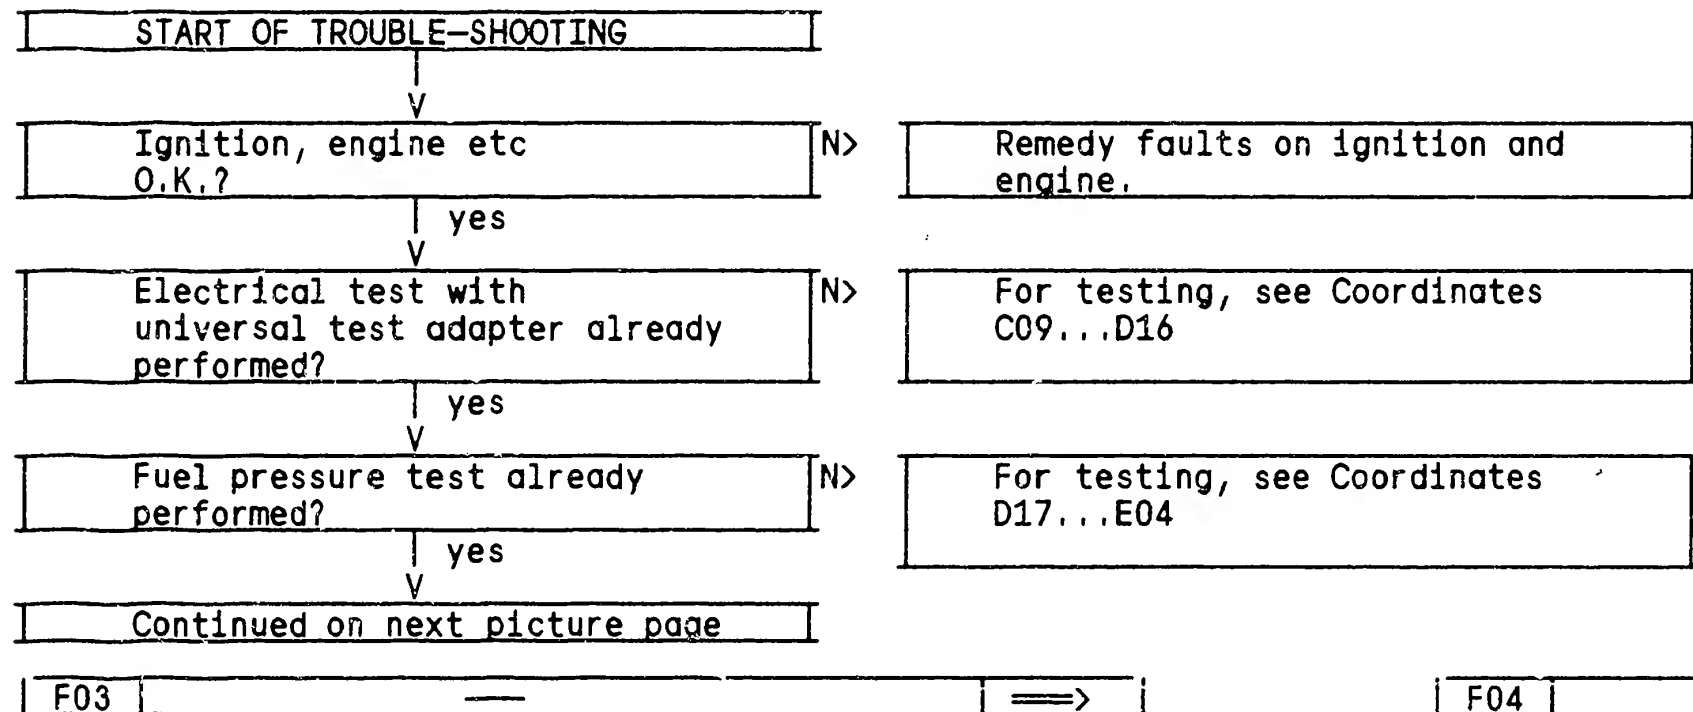 START OF TROUBLE-SHOOTING
V
Ignition, engine etc
O.K.?
N>
Remedy faults on ignition and
engine.
yes
V
Electrical test with
universal test adapter already
performed?
N>
For testing, see Coordinates
C09...D16
yes
V
Fuel pressure test already
performed?
N>
For testing, see Coordinates
D17...E04
yes
V
Continued on next picture page
F03 — ==> F04